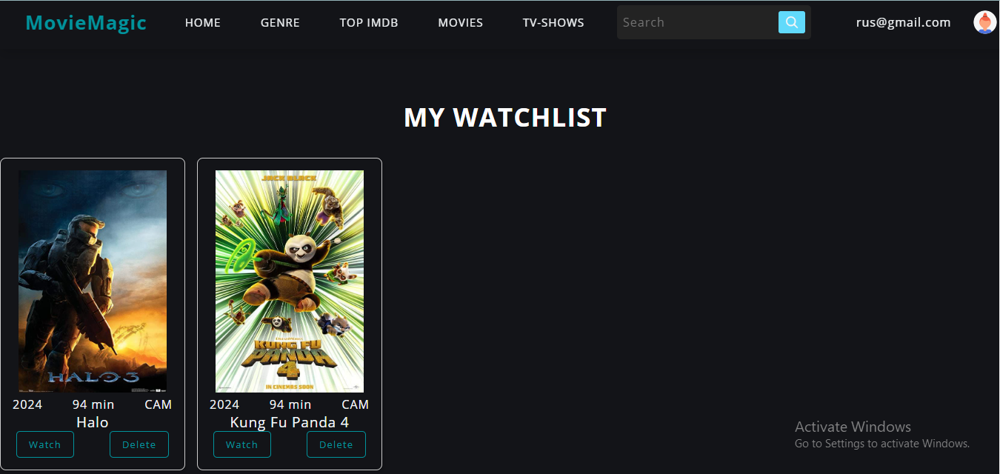 MovieMagic HOME GENRE TOP IMDB MOVIES TV-SHOWS Search rus@gmail.com
MY WATCHLIST
HALO 3
2024 94 min CAM
Halo
Watch Delete
JACK BLACK
KUNG FU
PANDA
4
IN CINEMAS SOON
2024 94 min CAM
Kung Fu Panda 4
Watch Delete
Activate Windows
Go to Settings to activate Windows.